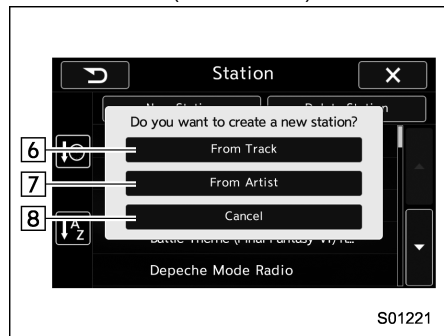 Station
X
Do you want to create a new station?
6 From Track
7 From Artist
8 Cancel
A
Z
Depeche Mode Radio
S01221